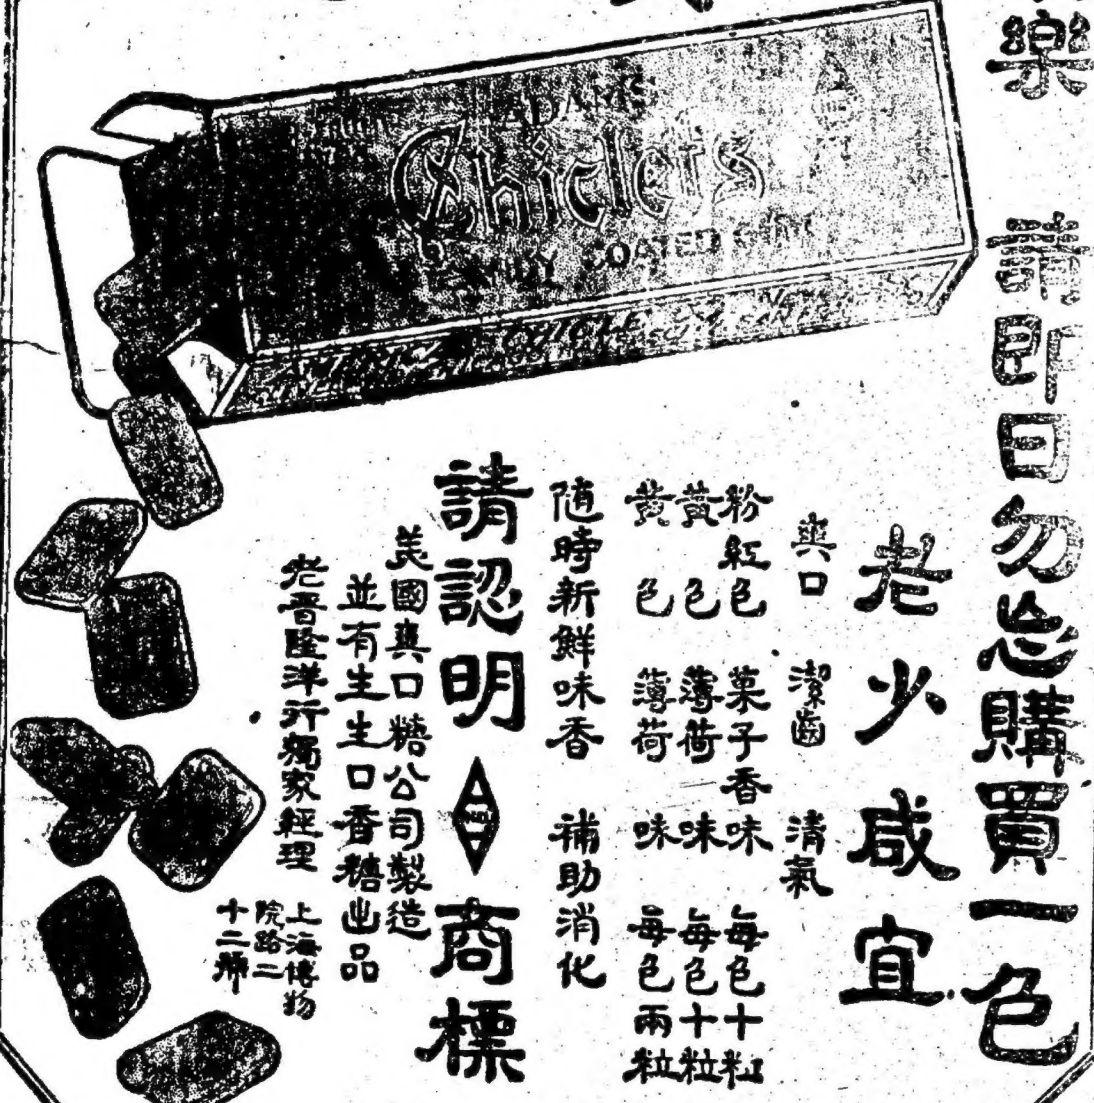 樂 請即日勿忘購買一色
老少咸宜
爽口 潔齒 清氣
粉紅色 菓子香味 每色十粒
黃色 薄荷味 每色十粒
黃色 薄荷味 每色兩粒
隨時新鮮味香 補助消化
請認明 商標
美國爽口糖公司製造
並有生生口香糖出品
老晉隆洋行獨家經理
上海博物
院路二
十二號
ADAMS
Chiclets
COATED GUM